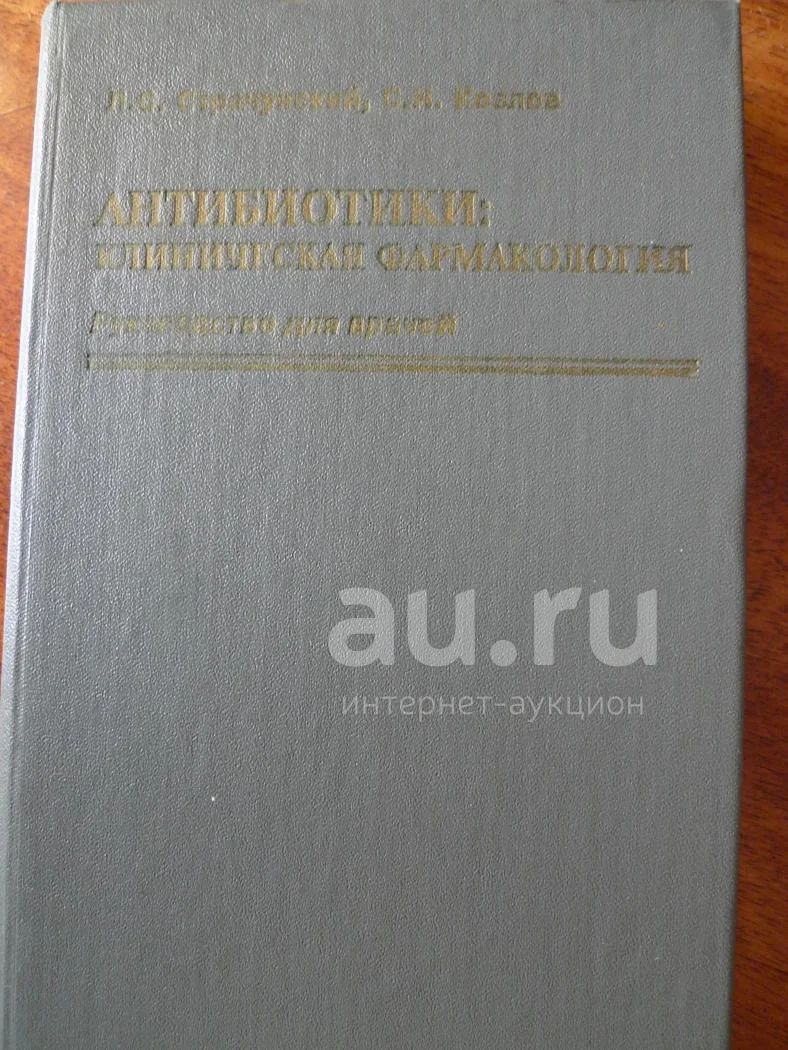 Л.С. Страчунский, С.Н. Козлов
АНТИБИОТИКИ:
КЛИНИЧЕСКАЯ ФАРМАКОЛОГИЯ
Руководство для врачей
au.ru
интернет-аукцион